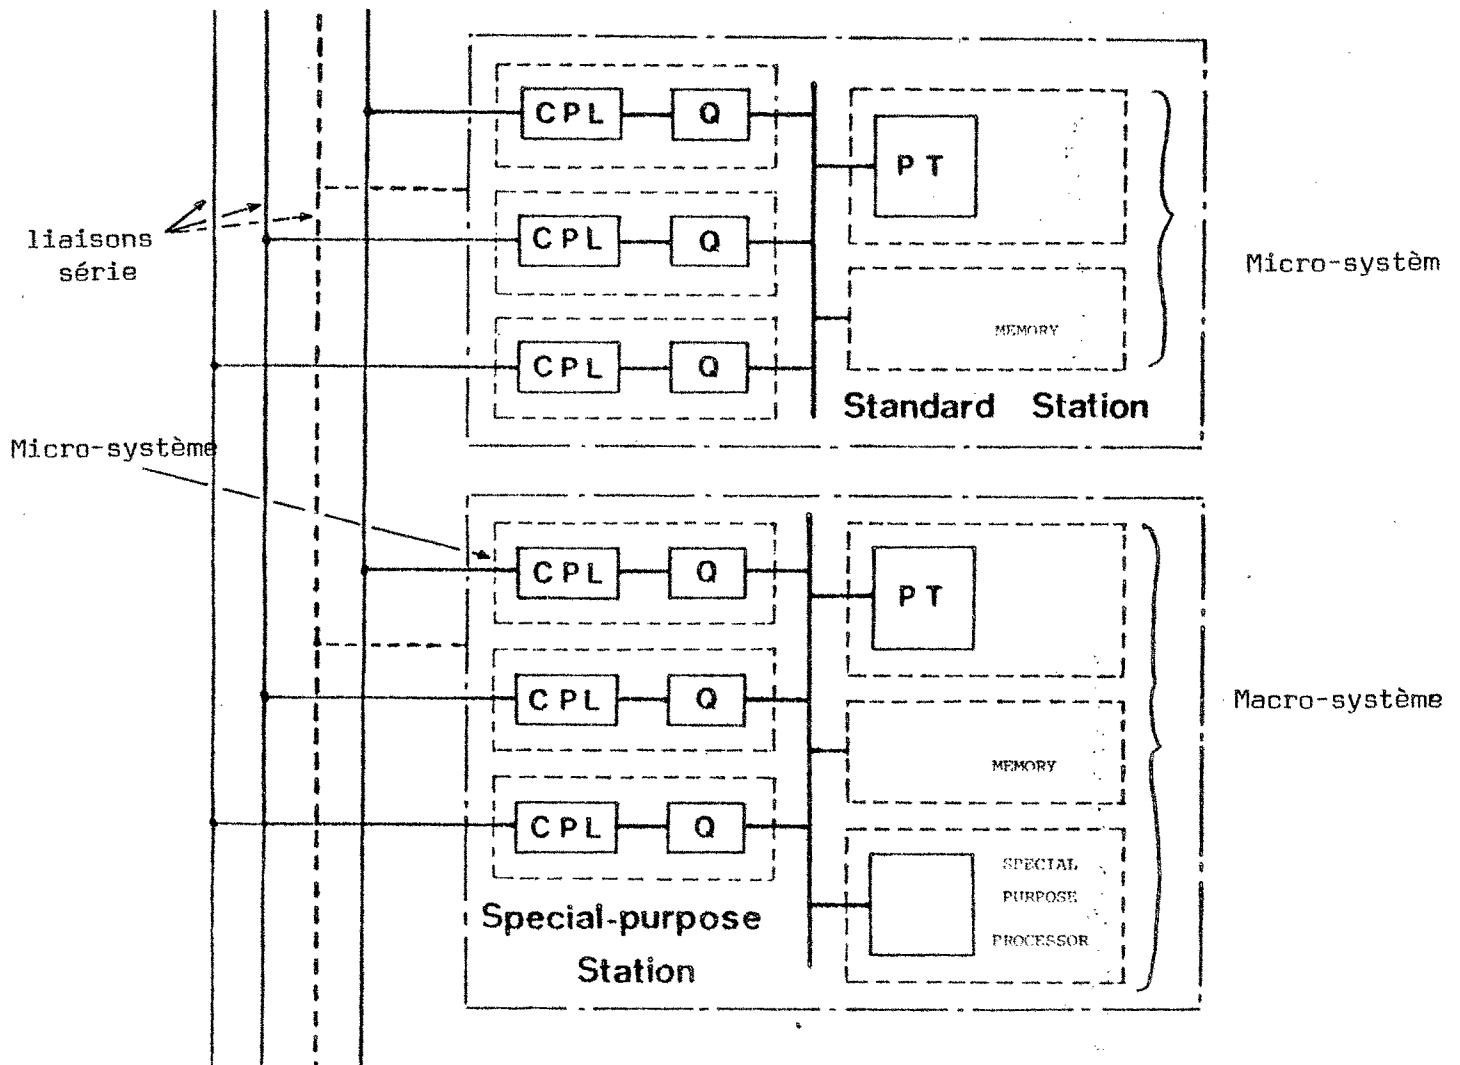 CPL Q
PT
liaisons
série
CPL Q
Micro-systèm
MEMORY
CPL Q
Standard Station
Micro-système
CPL Q
PT
CPL Q
Macro-système
MEMORY
CPL Q
SPECIAL
PURPOSE
PROCESSOR
Special-purpose
Station